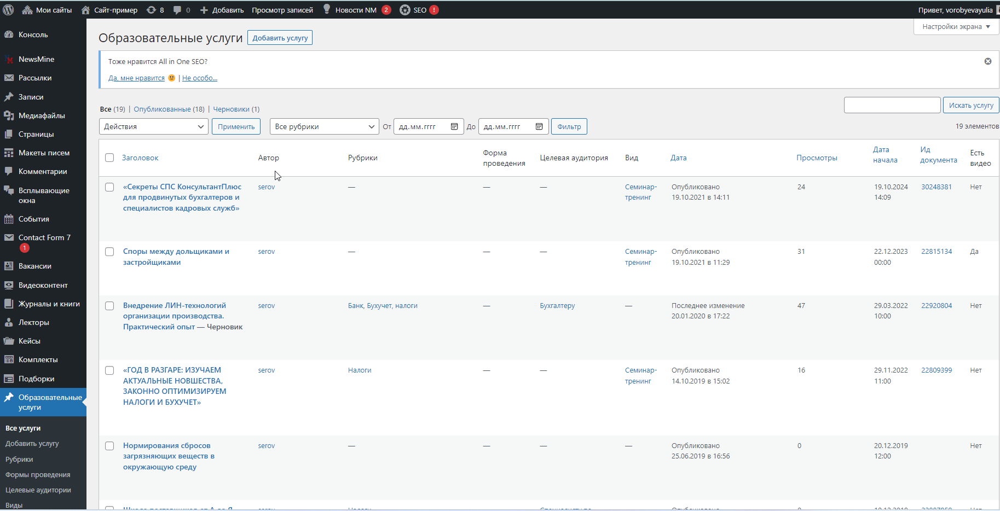 Мои сайты
Сайт-пример
8
0
Добавить
Просмотр записей
Новости NM 2
SEO !
Привет, vorobyevayulia
Консоль
NewsMine
Рассылки
Записи
Медиафайлы
Страницы
Макеты писем
Комментарии
Всплывающие
окна
События
Contact Form 7
1
Вакансии
Видеоконтент
Журналы и книги
Лекторы
Кейсы
Комплекты
Подборки
Образовательные
услуги
Все услуги
Добавить услугу
Рубрики
Формы проведения
Целевые аудитории
Виды
Настройки экрана
Образовательные услуги
Добавить услугу
Тоже нравится All in One SEO?
Да, мне нравится | Не особо...
Все (19) | Опубликованные (18) | Черновики (1)
Искать услугу
Действия
Применить
Все рубрики
От дд.мм.гггг
До дд.мм.гггг
Фильтр
19 элементов
Заголовок
Автор
Рубрики
Форма
проведения
Целевая аудитория
Вид
Дата
Просмотры
Дата
начала
Ид
документа
Есть
видео
«Секреты СПС КонсультантПлюс
для продвинутых бухгалтеров и
специалистов кадровых служб»
serov
—
—
—
Семинар-
тренинг
Опубликовано
19.10.2021 в 14:11
24
19.10.2024
14:09
30248381
Нет
Споры между дольщиками и
застройщиками
serov
—
—
—
Семинар-
тренинг
Опубликовано
19.10.2021 в 11:29
31
22.12.2023
00:00
22815134
Да
Внедрение ЛИН-технологий
организации производства.
Практический опыт — Черновик
serov
Банк, Бухучет, налоги
—
Бухгалтеру
—
Последнее изменение
20.01.2020 в 17:22
47
29.03.2022
10:00
22920804
Нет
«ГОД В РАЗГАРЕ: ИЗУЧАЕМ
АКТУАЛЬНЫЕ НОВШЕСТВА,
ЗАКОННО ОПТИМИЗИРУЕМ
НАЛОГИ И БУХУЧЕТ»
serov
Налоги
—
—
Семинар-
тренинг
Опубликовано
14.10.2019 в 15:02
16
29.11.2022
11:00
22809399
Нет
Нормирования сбросов
загрязняющих веществ в
окружающую среду
serov
—
—
—
—
Опубликовано
25.06.2019 в 16:56
0
20.12.2019
12:00
Нет